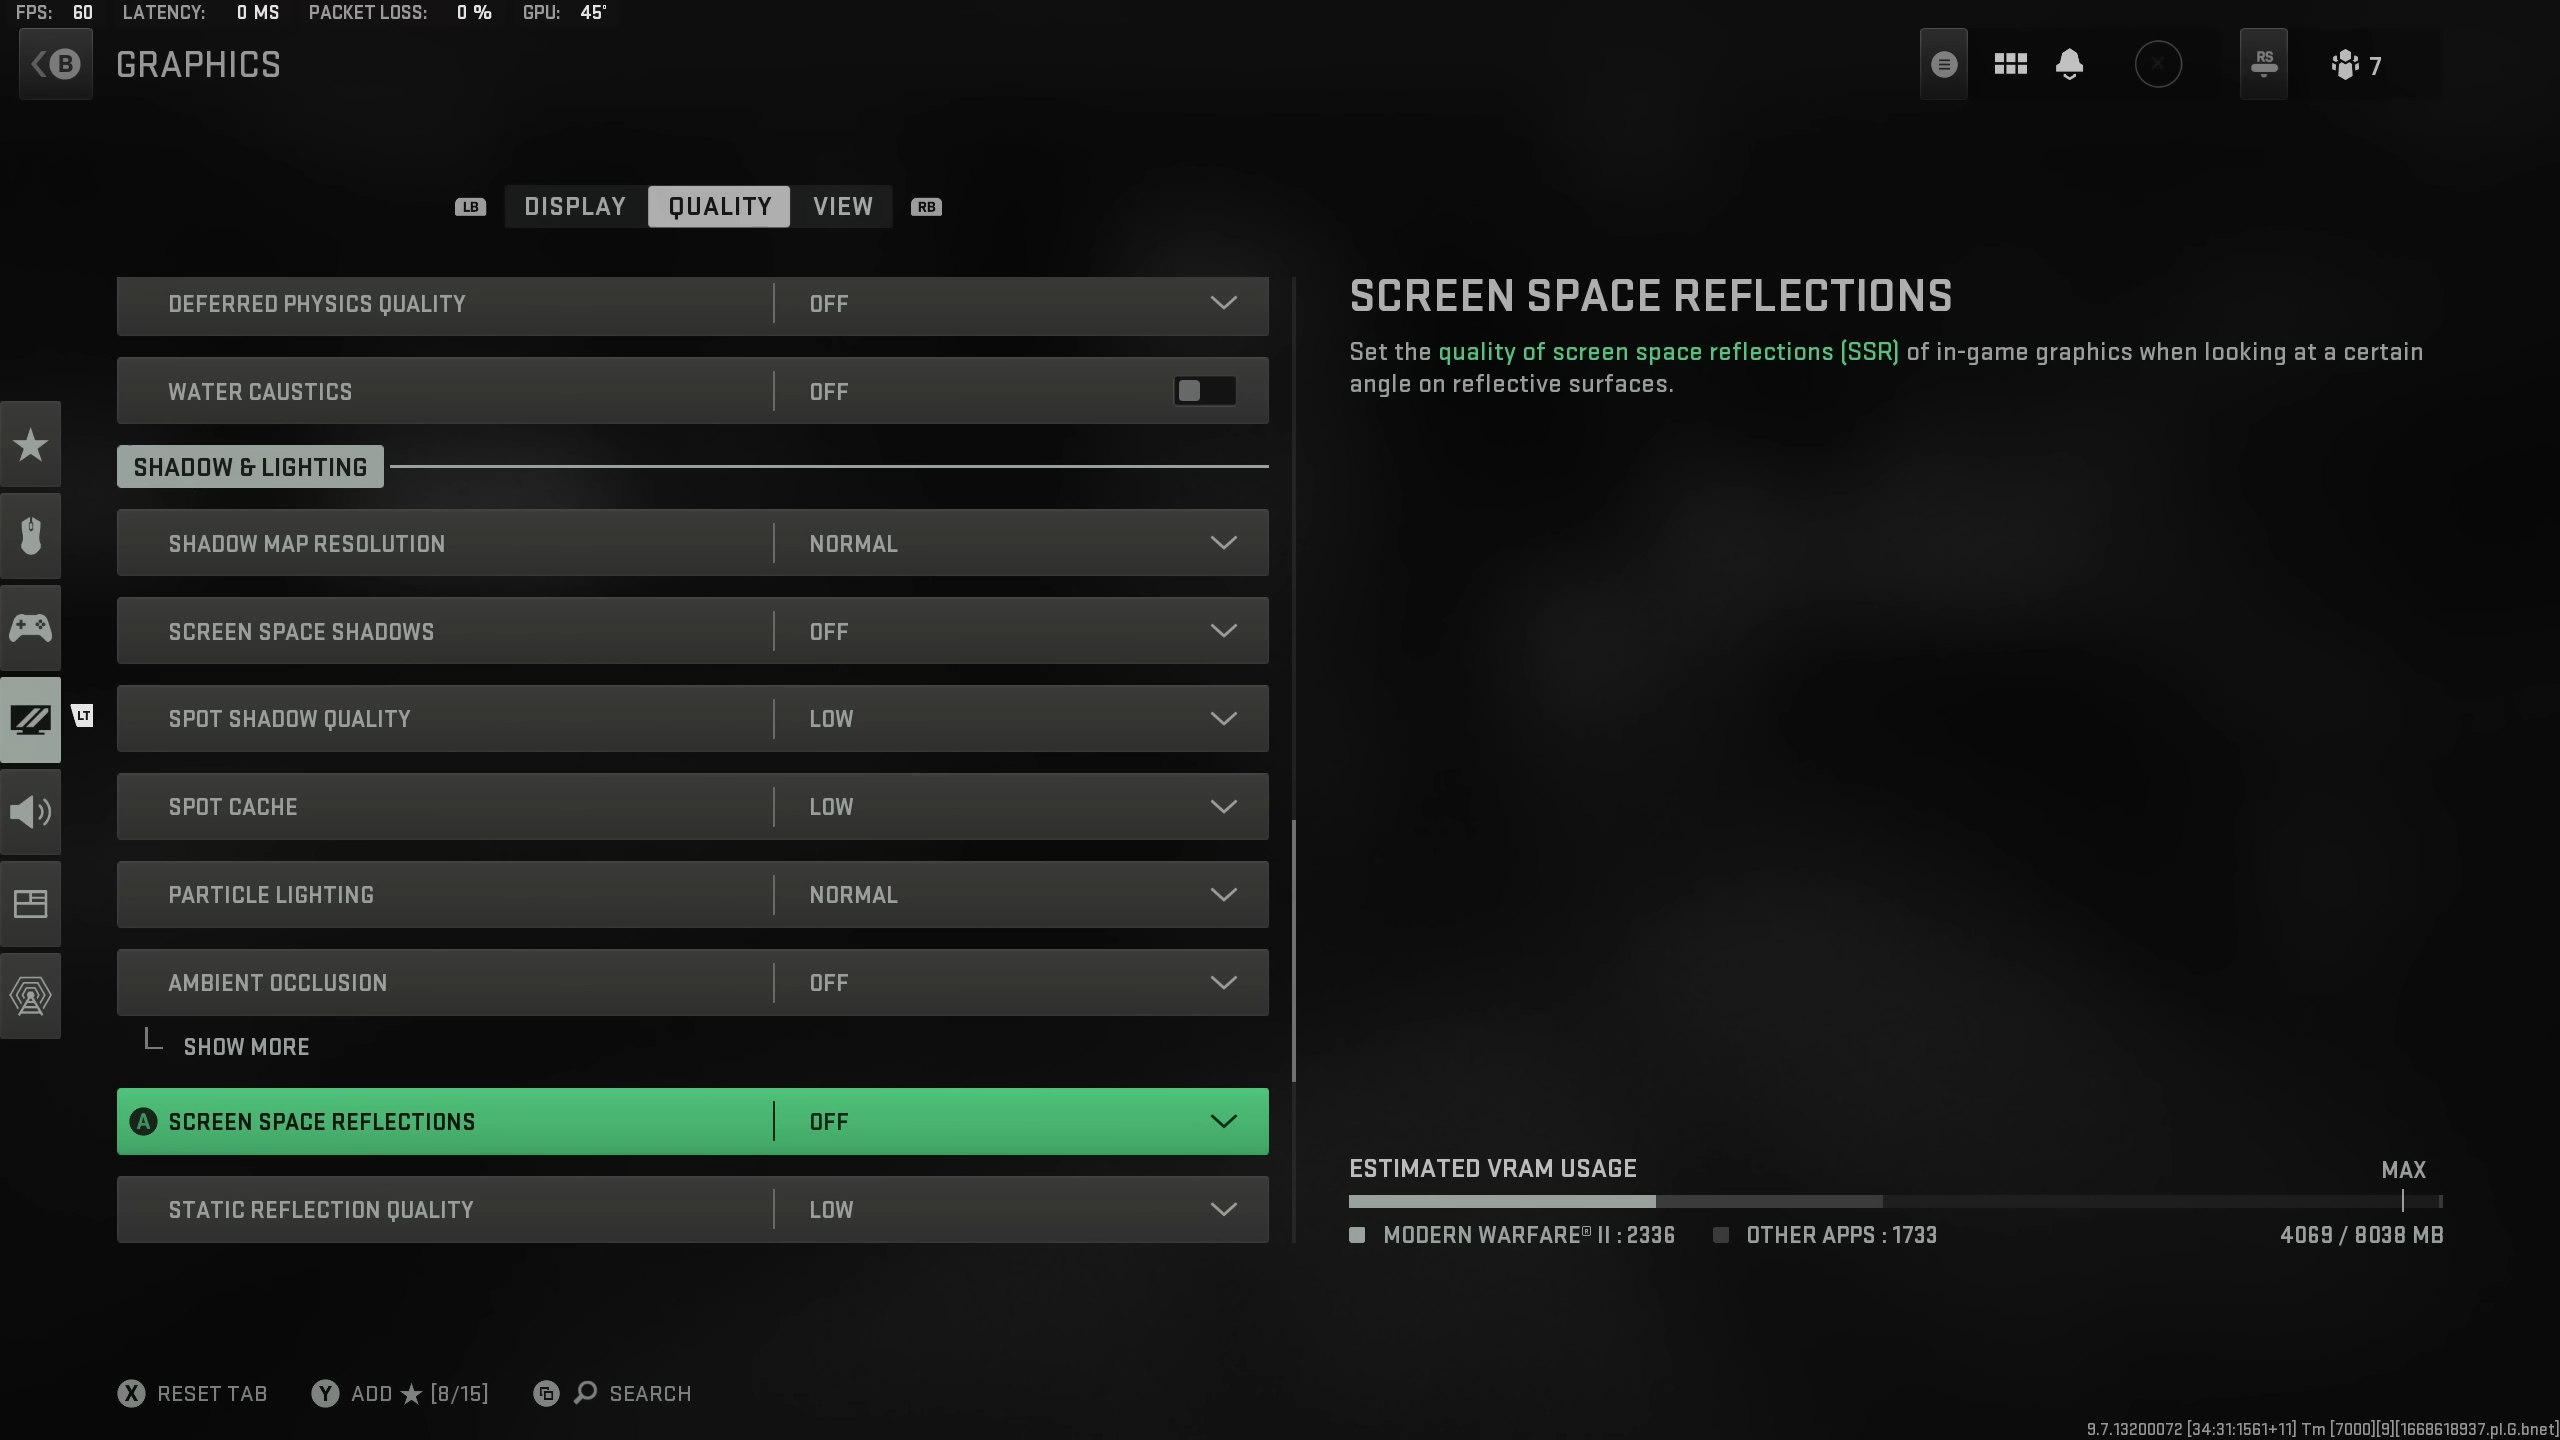 FPS: 60 LATENCY: 0 MS PACKET LOSS: 0 % GPU: 45°
B GRAPHICS
RS 7
LB DISPLAY QUALITY VIEW RB
DEFERRED PHYSICS QUALITY OFF
WATER CAUSTICS OFF
SHADOW & LIGHTING
SHADOW MAP RESOLUTION NORMAL
SCREEN SPACE SHADOWS OFF
LT
SPOT SHADOW QUALITY LOW
SPOT CACHE LOW
PARTICLE LIGHTING NORMAL
AMBIENT OCCLUSION OFF
SHOW MORE
A SCREEN SPACE REFLECTIONS OFF
STATIC REFLECTION QUALITY LOW
SCREEN SPACE REFLECTIONS
Set the quality of screen space reflections (SSR) of in-game graphics when looking at a certain
angle on reflective surfaces.
ESTIMATED VRAM USAGE MAX
MODERN WARFARE® II : 2336 OTHER APPS : 1733 4069 / 8038 MB
X RESET TAB Y ADD ★ [8/15] SEARCH
9.7.13200072 [34:31:1561+11] Tm [7000][9][1668618937.pl.G.bnet]